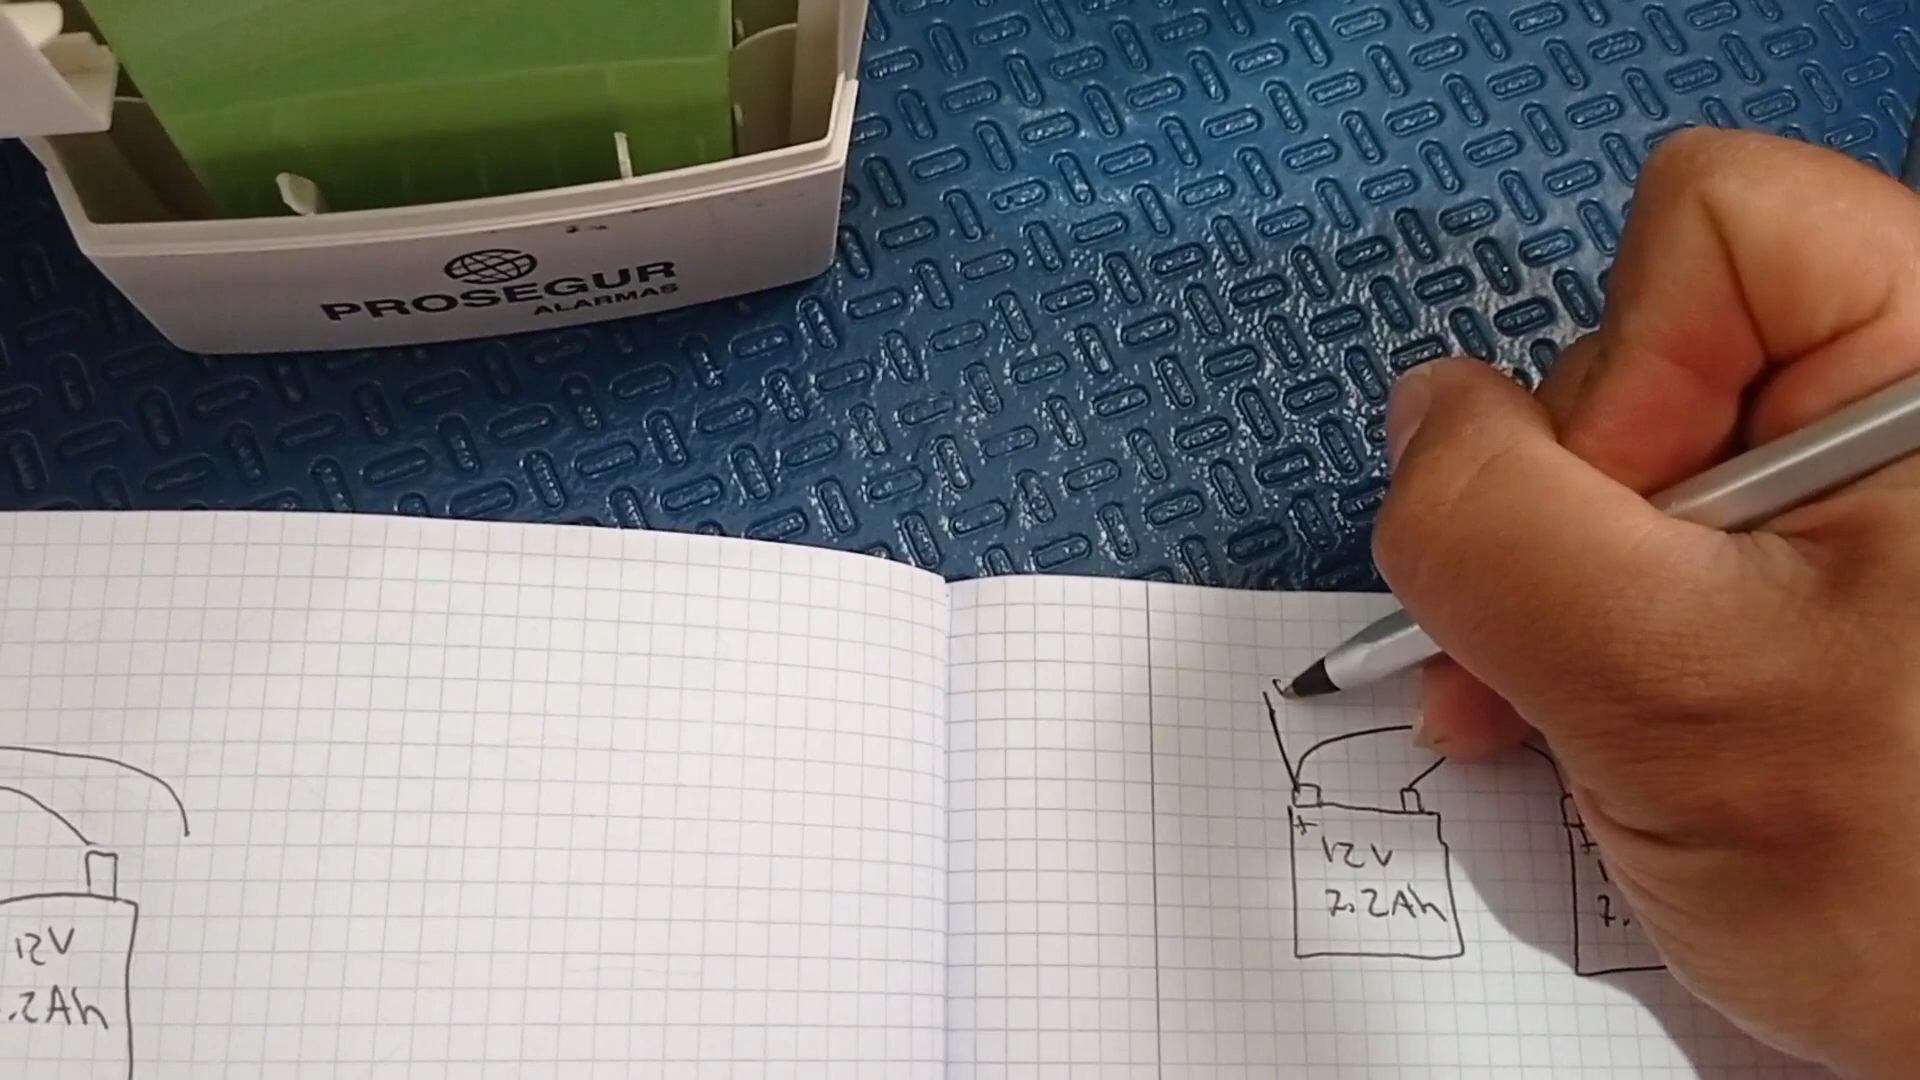 PROSEGUR
ALARMAS
12V
.2Ah
+
12V
7.2Ah
+
7.